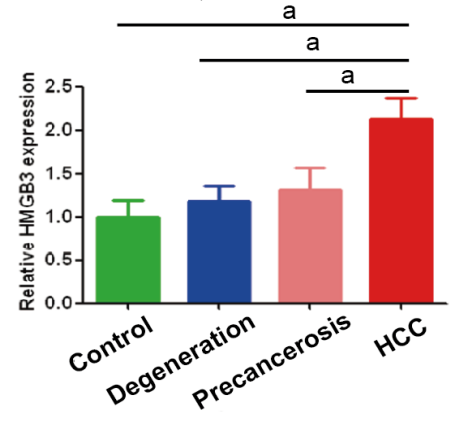 a
a
a
Relative HMGB3 expression
2.5
2.0
1.5
1.0
0.5
0.0
Control
Degeneration
Precancerosis
HCC